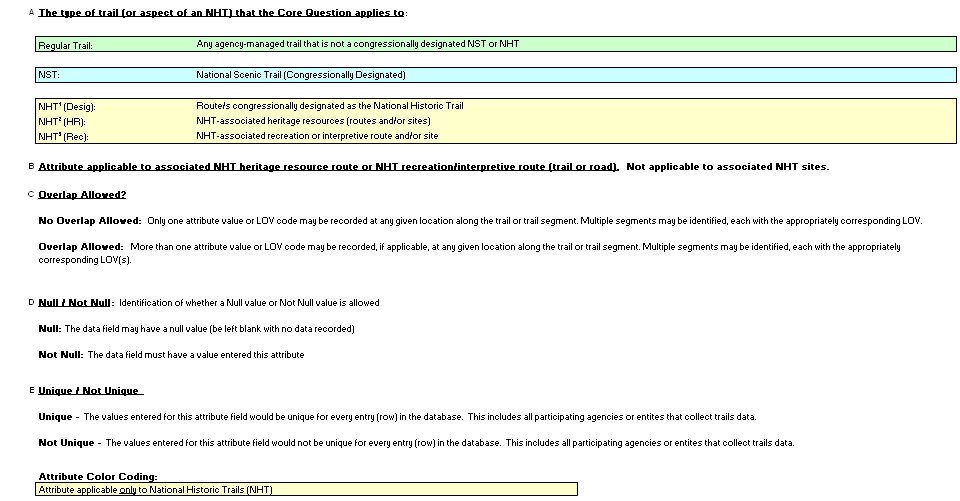 A The type of trail (or aspect of an NHT) that the Core Question applies to:
Regular Trail: Any agency-managed trail that is not a congressionally designated NST or NHT
NST: National Scenic Trail (Congressionally Designated)
NHT¹ (Desig): Route/s congressionally designated as the National Historic Trail
NHT² (HR): NHT-associated heritage resources (routes and/or sites)
NHT³ (Rec): NHT-associated recreation or interpretive route and/or site
B Attribute applicable to associated NHT heritage resource route or NHT recreation/interpretive route (trail or road). Not applicable to associated NHT sites.
C Overlap Allowed?
No Overlap Allowed: Only one attribute value or LOV code may be recorded at any given location along the trail or trail segment. Multiple segments may be identified, each with the appropriately corresponding LOV.
Overlap Allowed: More than one attribute value or LOV code may be recorded, if applicable, at any given location along the trail or trail segment. Multiple segments may be identified, each with the appropriately
corresponding LOV(s).
D Null / Not Null: Identification of whether a Null value or Not Null value is allowed
Null: The data field may have a null value (be left blank with no data recorded)
Not Null: The data field must have a value entered this attribute
E Unique / Not Unique
Unique - The values entered for this attribute field would be unique for every entry (row) in the database. This includes all participating agencies or entites that collect trails data.
Not Unique - The values entered for this attribute field would not be unique for every entry (row) in the database. This includes all participating agencies or entites that collect trails data.
Attribute Color Coding:
Attribute applicable only to National Historic Trails (NHT)